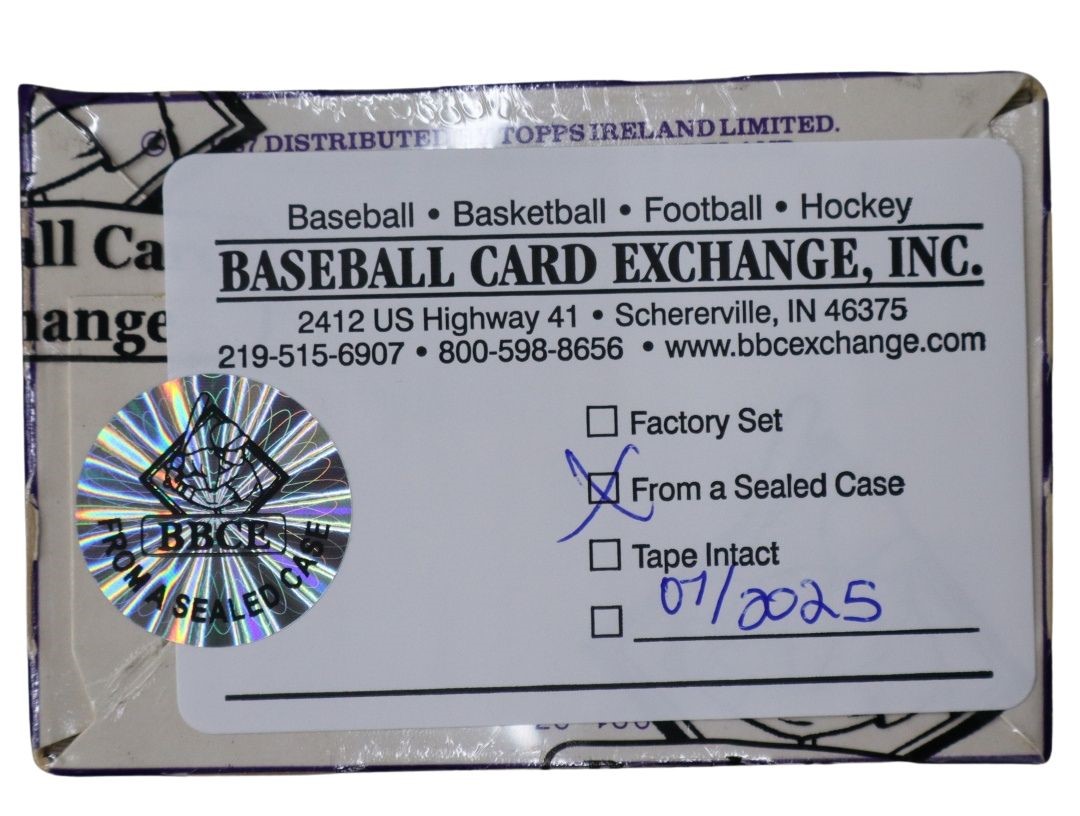 DISTRIBUTED TOPPS IRELAND LIMITED.
Baseball • Basketball • Football • Hockey
BASEBALL CARD EXCHANGE, INC.
2412 US Highway 41 • Schererville, IN 46375
219-515-6907 • 800-598-8656 • www.bbcexchange.com
Factory Set
From a Sealed Case
Tape Intact
07/2025
BBCE
FROM A SEALED CASE
ll Ca
ange